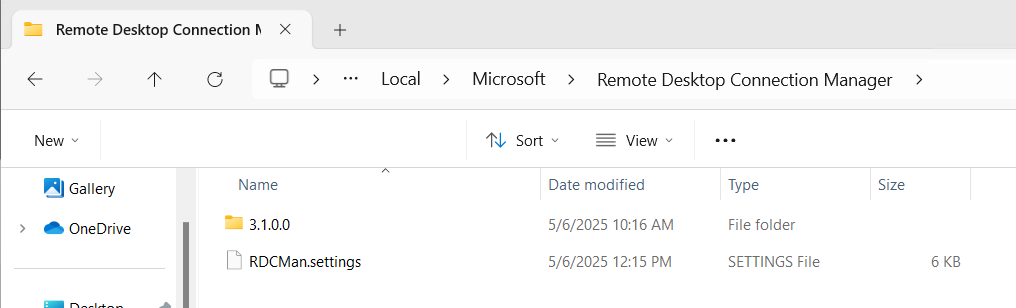 Remote Desktop Connection M
Local Microsoft Remote Desktop Connection Manager
New Sort View
Gallery
OneDrive
Desktop
Name Date modified Type Size
3.1.0.0 5/6/2025 10:16 AM File folder
RDCMan.settings 5/6/2025 12:15 PM SETTINGS File 6 KB